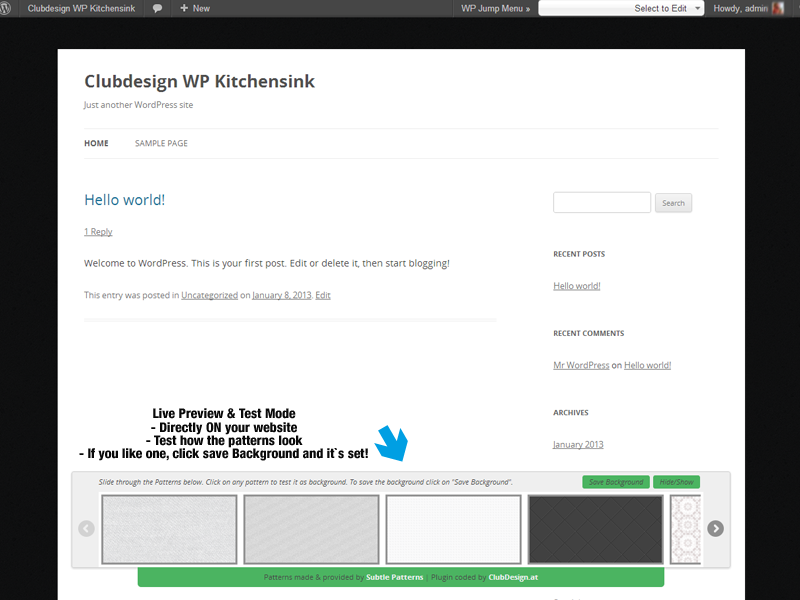 Clubdesign WP Kitchensink
+ New
WP Jump Menu »
Select to Edit
Howdy, admin
Clubdesign WP Kitchensink
Just another WordPress site
HOME
SAMPLE PAGE
Hello world!
1 Reply
Welcome to WordPress. This is your first post. Edit or delete it, then start blogging!
This entry was posted in Uncategorized on January 8, 2013. Edit
Search
RECENT POSTS
Hello world!
RECENT COMMENTS
Mr WordPress on Hello world!
ARCHIVES
January 2013
Live Preview & Test Mode
- Directly ON your website
- Test how the patterns look
- If you like one, click save Background and it`s set!
Slide through the Patterns below. Click on any pattern to test it as background. To save the background click on "Save Background".
Save Background
Hide/Show
Patterns made & provided by Subtle Patterns | Plugin coded by ClubDesign.at